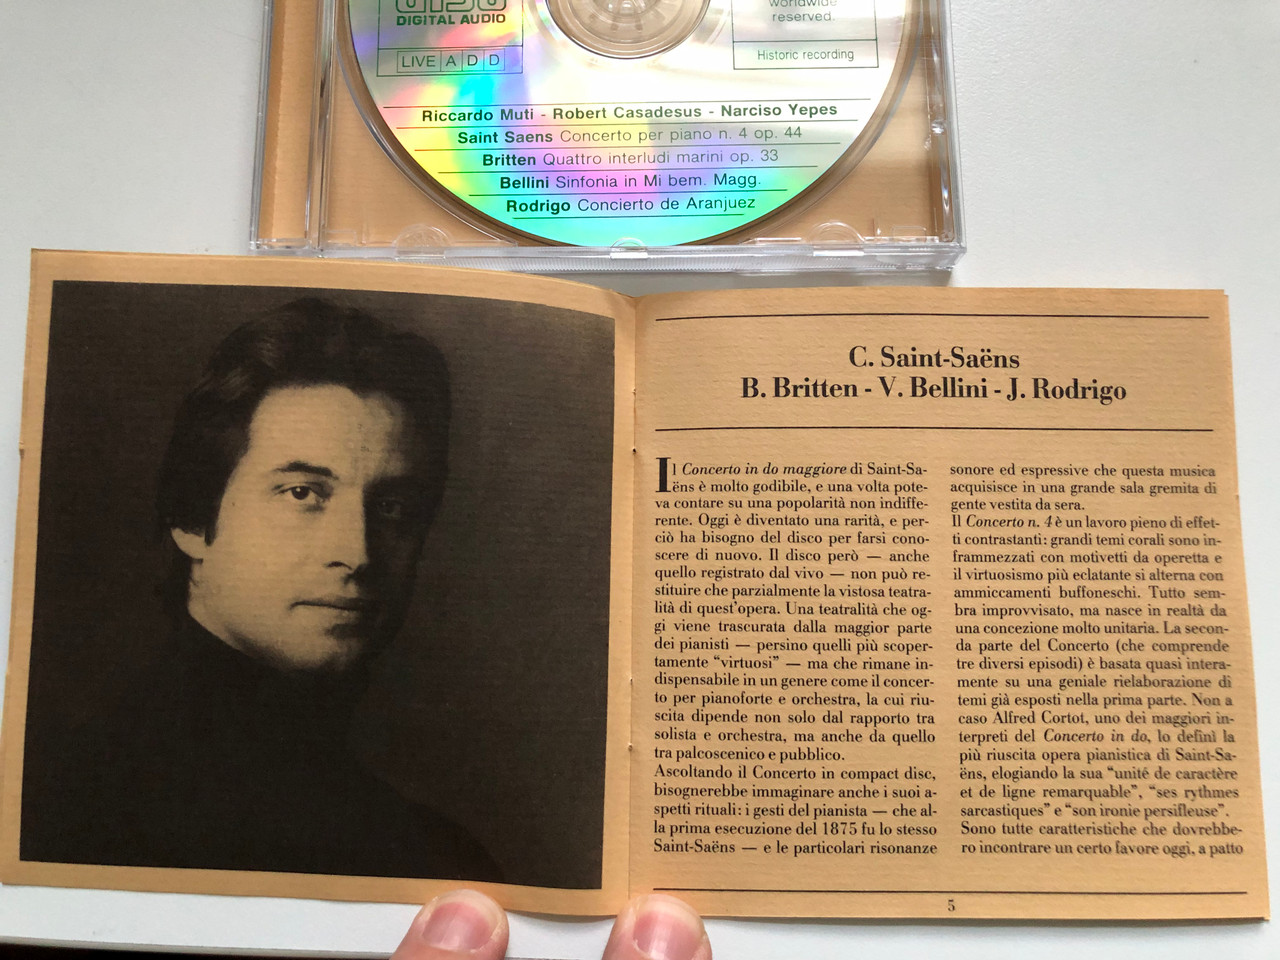 DIGITAL AUDIO
LIVE A D D
worldwide
reserved.
Historic recording
Riccardo Muti - Robert Casadesus - Narciso Yepes
Saint Saens Concerto per piano n. 4 op. 44
Britten Quattro interludi marini op. 33
Bellini Sinfonia in Mi bem. Magg.
Rodrigo Concierto de Aranjuez
C. Saint-Saëns
B. Britten - V. Bellini - J. Rodrigo
Il Concerto in do maggiore di Saint-Sa-
ëns è molto godibile, e una volta pote-
va contare su una popolarità non indiffe-
rente. Oggi è diventato una rarità, e per-
ciò ha bisogno del disco per farsi cono-
scere di nuovo. Il disco però — anche
quello registrato dal vivo — non può re-
stituire che parzialmente la vistosa teatra-
lità di quest'opera. Una teatralità che og-
gi viene trascurata dalla maggior parte
dei pianisti — persino quelli più scoper-
tamente “virtuosi” — ma che rimane in-
dispensabile in un genere come il concer-
to per pianoforte e orchestra, la cui riu-
scita dipende non solo dal rapporto tra
solista e orchestra, ma anche da quello
tra palcoscenico e pubblico.
Ascoltando il Concerto in compact disc,
bisognerebbe immaginare anche i suoi a-
spetti rituali: i gesti del pianista — che al-
la prima esecuzione del 1875 fu lo stesso
Saint-Saëns — e le particolari risonanze
sonore ed espressive che questa musica
acquisisce in una grande sala gremita di
gente vestita da sera.
Il Concerto n. 4 è un lavoro pieno di effet-
ti contrastanti: grandi temi corali sono in-
frammezzati con motivetti da operetta e
il virtuosismo più eclatante si alterna con
ammiccamenti buffoneschi. Tutto sem-
bra improvvisato, ma nasce in realtà da
una concezione molto unitaria. La secon-
da parte del Concerto (che comprende
tre diversi episodi) è basata quasi intera-
mente su una geniale rielaborazione di
temi già esposti nella prima parte. Non a
caso Alfred Cortot, uno dei maggiori in-
terpreti del Concerto in do, lo definì la
più riuscita opera pianistica di Saint-Sa-
ëns, elogiando la sua “unité de caractère
et de ligne remarquable”, “ses rythmes
sarcastiques” e “son ironie persifleuse”.
Sono tutte caratteristiche che dovrebbe-
ro incontrare un certo favore oggi, a patto
5